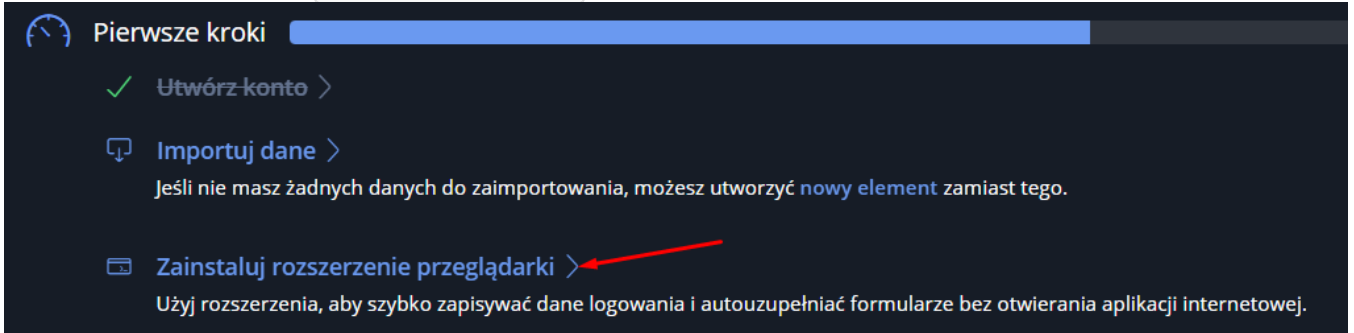 Pierwsze kroki
Utwórz konto
Importuj dane
Jeśli nie masz żadnych danych do zaimportowania, możesz utworzyć nowy element zamiast tego.
Zainstaluj rozszerzenie przeglądarki
Użyj rozszerzenia, aby szybko zapisywać dane logowania i autouzupełniać formularze bez otwierania aplikacji internetowej.